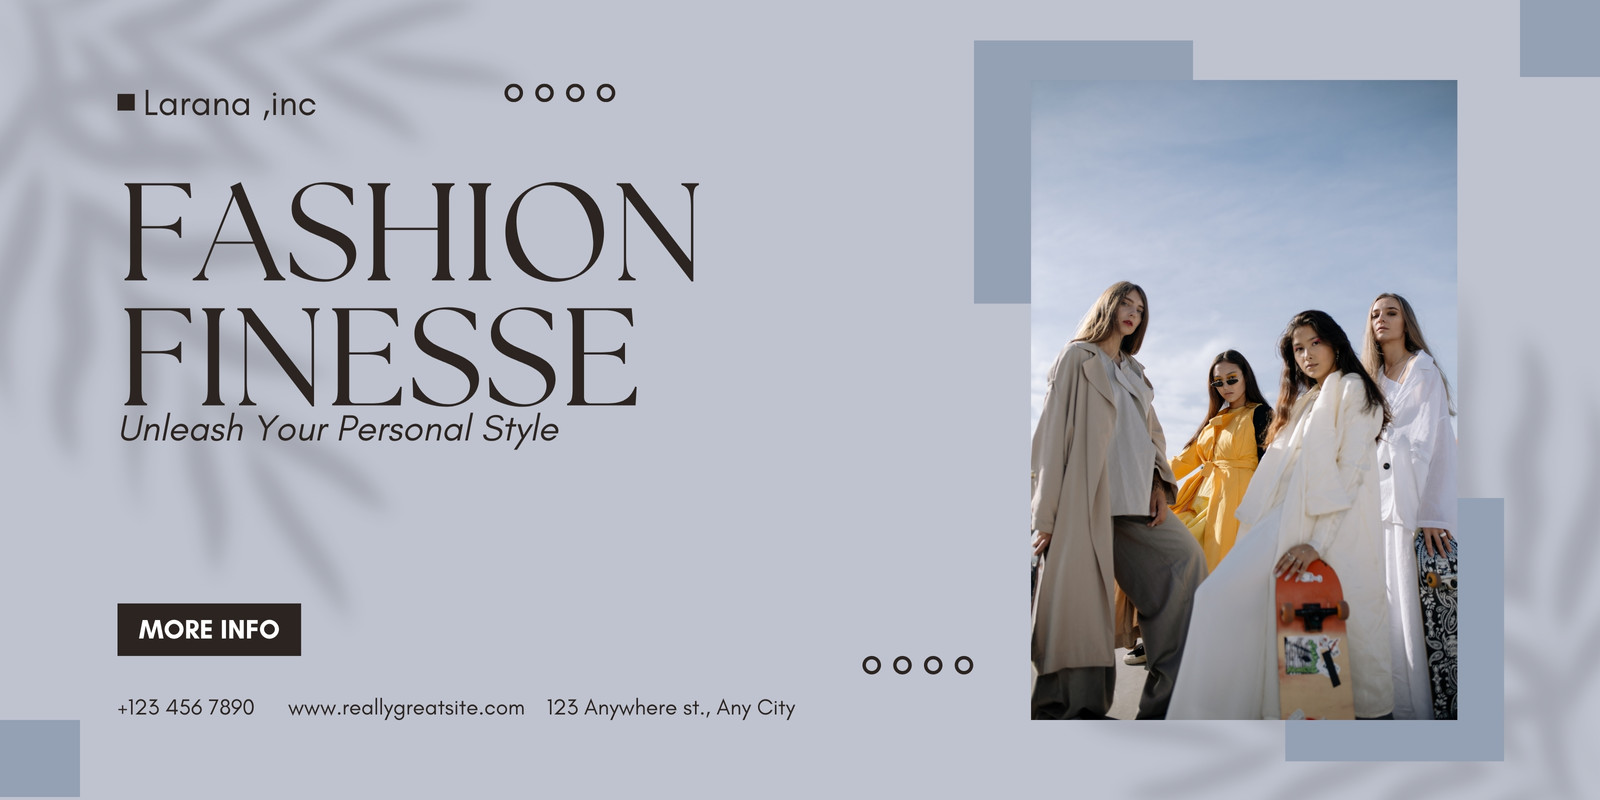 Larana ,inc
FASHION
FINESSE
Unleash Your Personal Style
MORE INFO
+123 456 7890 www.reallygreatsite.com 123 Anywhere st., Any City